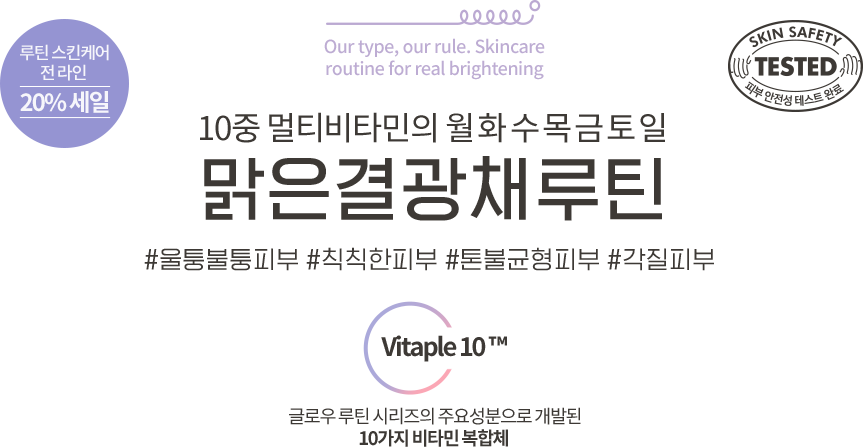 Our type, our rule. Skincare
routine for real brightening
루틴 스킨케어
전 라인
20% 세일
SKIN SAFETY
TESTED
피부 안전성 테스트 완료
10중 멀티비타민의 월화수목금토일
맑은결광채루틴
#울퉁불퉁피부 #칙칙한피부 #톤불균형피부 #각질피부
Vitaple 10 ™
글로우 루틴 시리즈의 주요성분으로 개발된
10가지 비타민 복합체